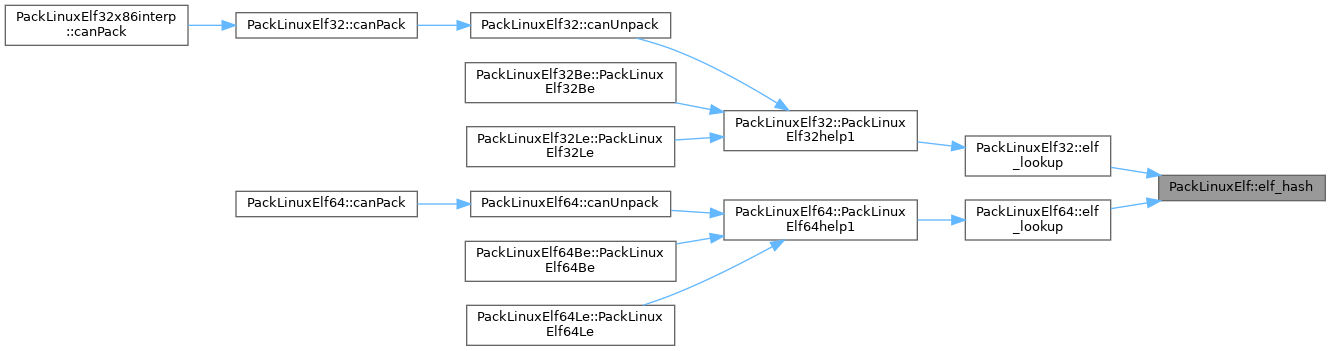 PackLinuxElf32x86interp
::canPack
PackLinuxElf32::canPack
PackLinuxElf32::canUnpack
PackLinuxElf32Be::PackLinux
Elf32Be
PackLinuxElf32Le::PackLinux
Elf32Le
PackLinuxElf32::PackLinux
Elf32help1
PackLinuxElf32::elf
_lookup
PackLinuxElf::elf_hash
PackLinuxElf64::canPack
PackLinuxElf64::canUnpack
PackLinuxElf64::PackLinux
Elf64help1
PackLinuxElf64::elf
_lookup
PackLinuxElf64Be::PackLinux
Elf64Be
PackLinuxElf64Le::PackLinux
Elf64Le